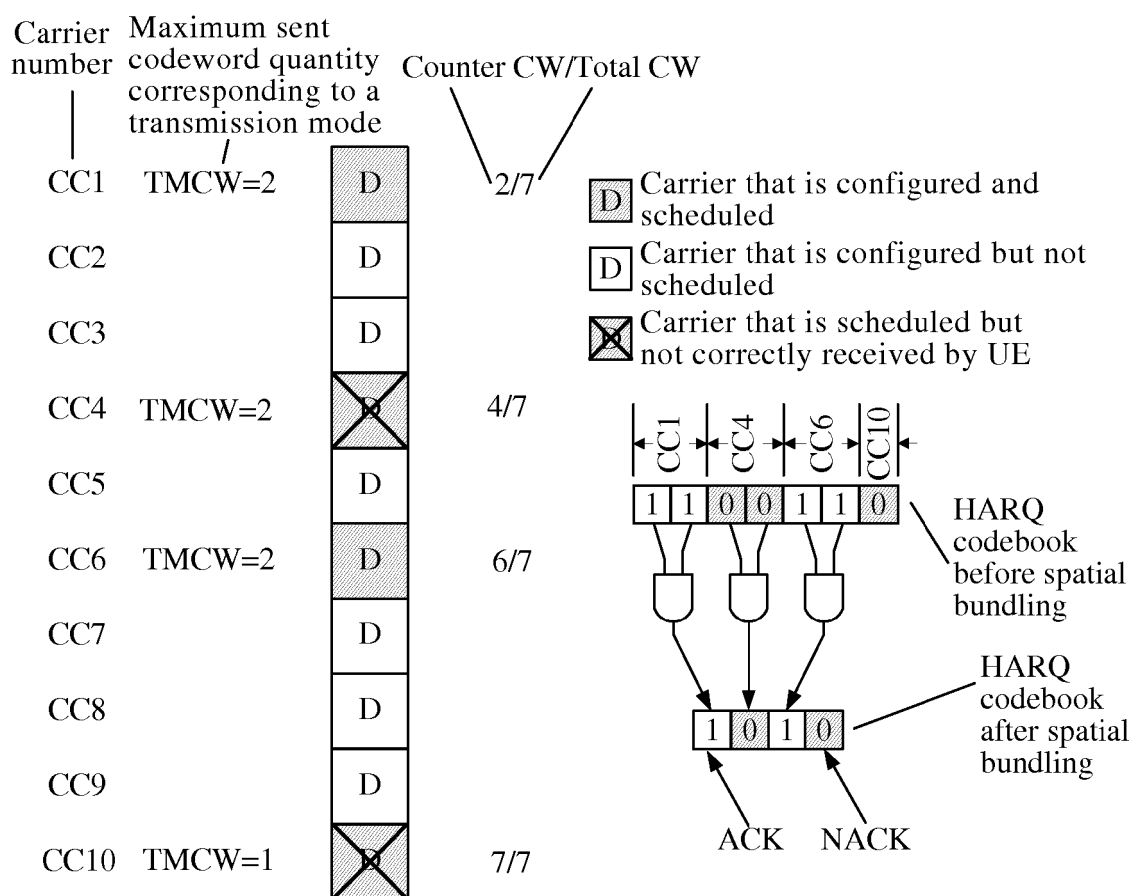 Carrier
number
Maximum sent
codeword quantity
corresponding to a
transmission mode
Counter CW/Total CW
CC1 TMCW=2 D 2/7
CC2 D
CC3 D
CC4 TMCW=2 D 4/7
CC5 D
CC6 TMCW=2 D 6/7
CC7 D
CC8 D
CC9 D
CC10 TMCW=1 D 7/7
D Carrier that is configured and
scheduled
D Carrier that is configured but not
scheduled
D Carrier that is scheduled but
not correctly received by UE
CC1 CC4 CC6 CC10
1 1 0 0 1 1 0
HARQ
codebook
before spatial
bundling
1 0 1 0
HARQ
codebook
after spatial
bundling
ACK NACK